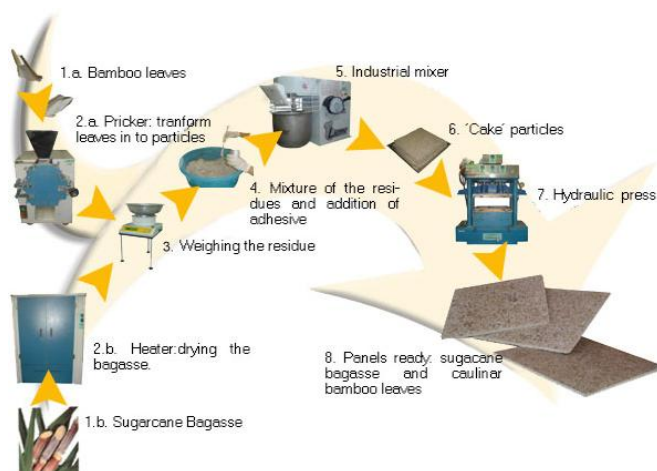 1.a. Bamboo leaves
2.a. Pricker: tranform
leaves in to particles
5. Industrial mixer
6. 'Cake' particles
4. Mixture of the resi-
dues and addition of
adhesive
7. Hydraulic press
3. Weighing the residue
2.b. Heater:drying the
bagasse.
8. Panels ready: sugacane
bagasse and caulinar
bamboo leaves
1.b. Sugarcane Bagasse